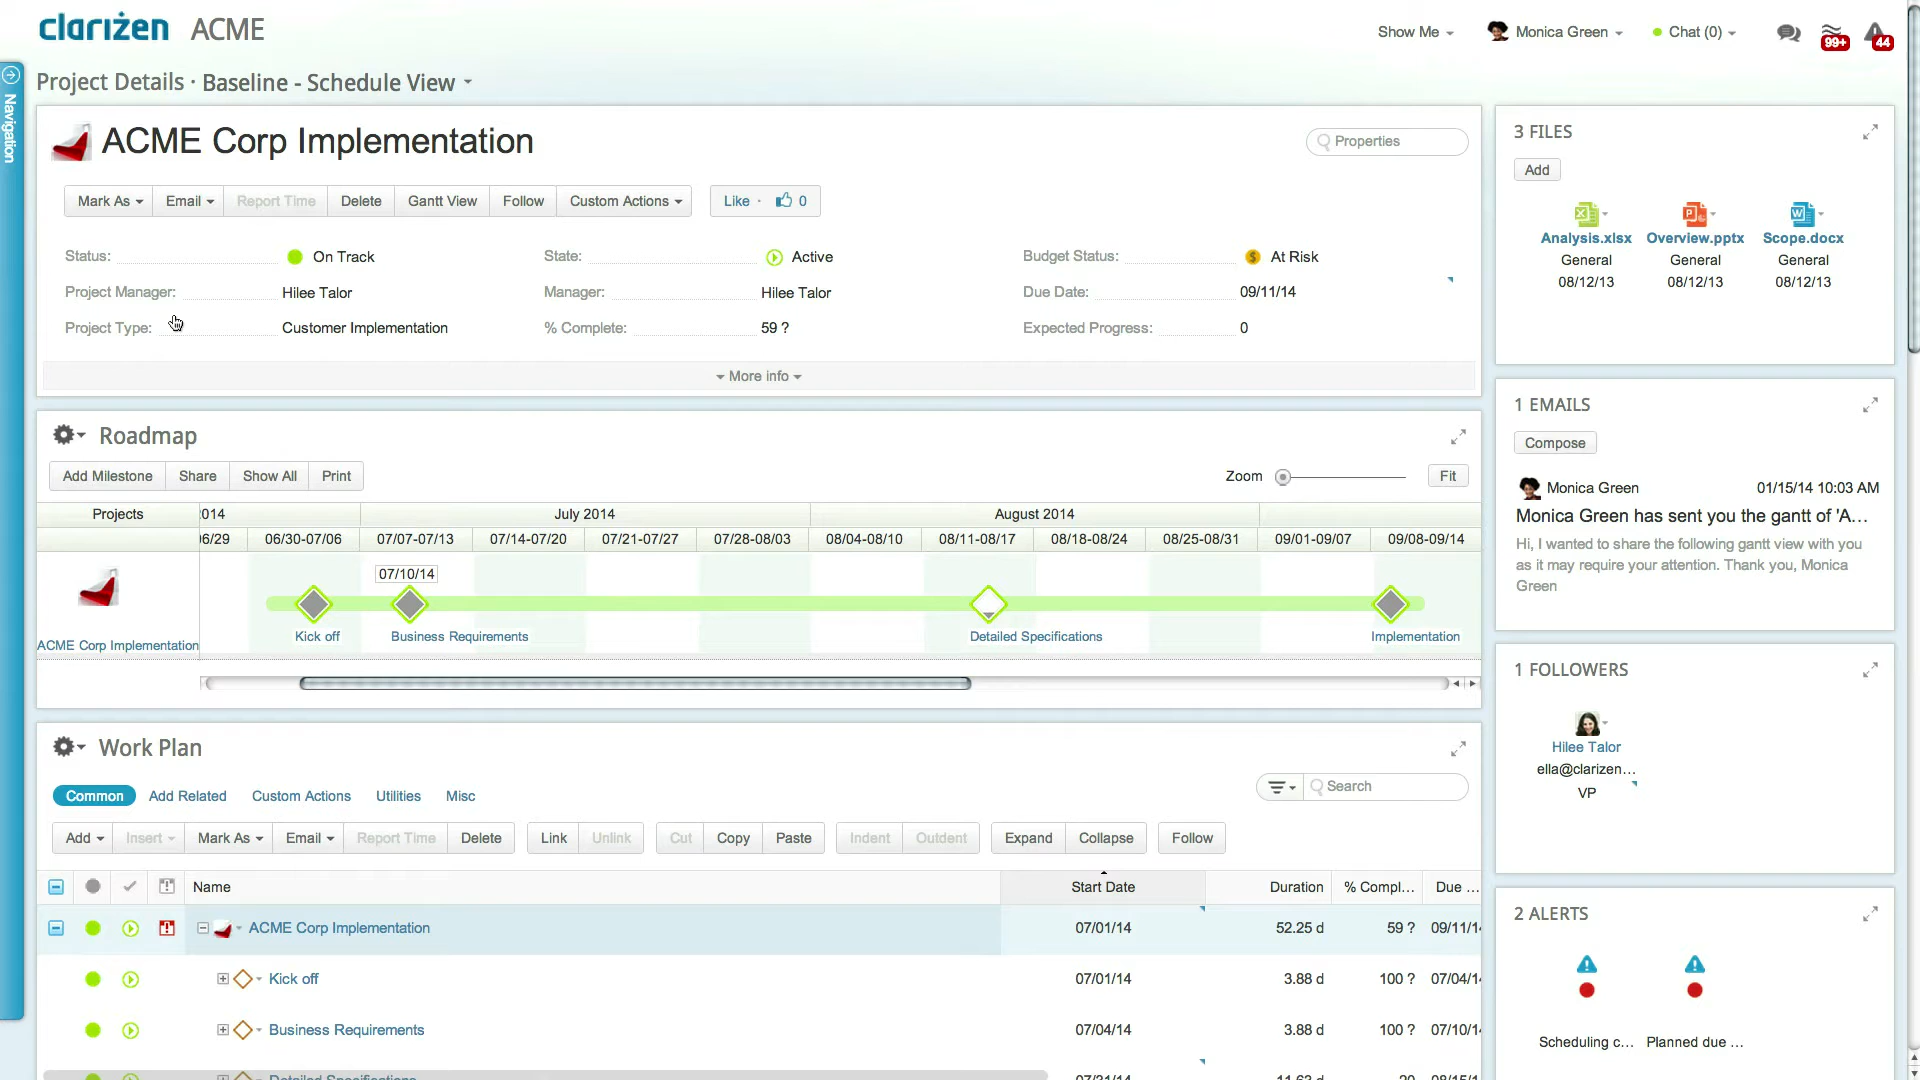 clarizen ACME
Show Me
Monica Green
Chat (0)
99+
44
Navigation
Project Details · Baseline - Schedule View
ACME Corp Implementation
Properties
Mark As
Email
Report Time
Delete
Gantt View
Follow
Custom Actions
Like · 0
Status: On Track
State: Active
Budget Status: At Risk
Project Manager: Hilee Talor
Manager: Hilee Talor
Due Date: 09/11/14
Project Type: Customer Implementation
% Complete: 59 ?
Expected Progress: 0
More info
Roadmap
Add Milestone
Share
Show All
Print
Zoom
Fit
Projects
July 2014
August 2014
06/30-07/06
07/07-07/13
07/14-07/20
07/21-07/27
07/28-08/03
08/04-08/10
08/11-08/17
08/18-08/24
08/25-08/31
09/01-09/07
09/08-09/14
07/10/14
Kick off
Business Requirements
Detailed Specifications
Implementation
ACME Corp Implementation
Work Plan
Common
Add Related
Custom Actions
Utilities
Misc
Search
Add
Insert
Mark As
Email
Report Time
Delete
Link
Unlink
Cut
Copy
Paste
Indent
Outdent
Expand
Collapse
Follow
Name
Start Date
Duration
% Compl...
Due ...
ACME Corp Implementation 07/01/14 52.25 d 59 ? 09/11/1
Kick off 07/01/14 3.88 d 100 ? 07/04/1
Business Requirements 07/04/14 3.88 d 100 ? 07/10/1
3 FILES
Add
Analysis.xlsx
General
08/12/13
Overview.pptx
General
08/12/13
Scope.docx
General
08/12/13
1 EMAILS
Compose
Monica Green 01/15/14 10:03 AM
Monica Green has sent you the gantt of 'A...
Hi, I wanted to share the following gantt view with you
as it may require your attention. Thank you, Monica
Green
1 FOLLOWERS
Hilee Talor
ella@clarizen...
VP
2 ALERTS
Scheduling c...
Planned due ...